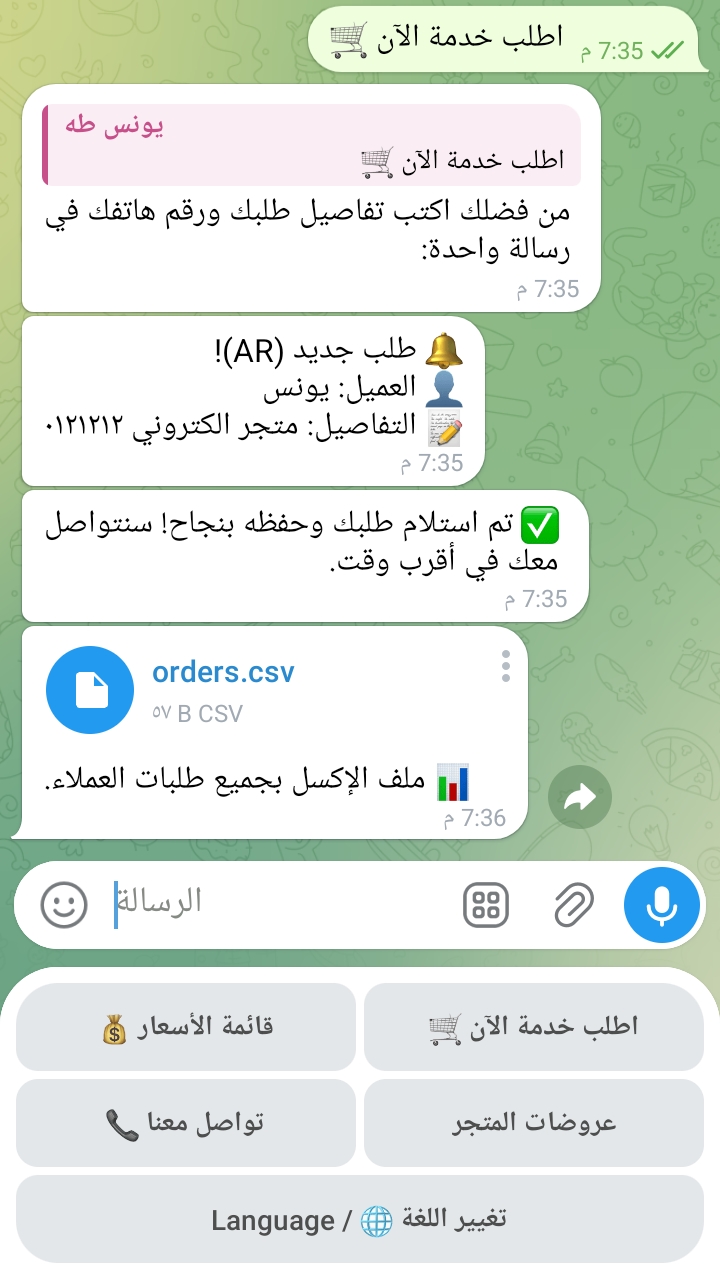 اطلب خدمة الآن 🛒
7:35 م
يونس طه
اطلب خدمة الآن 🛒
من فضلك اكتب تفاصيل طلبك ورقم هاتفك في
رسالة واحدة:
7:35 م
🔔 طلب جديد (AR)!
👤 العميل: يونس
📝 التفاصيل: متجر الكتروني ٠١٢١٢١٢
7:35 م
✅ تم استلام طلبك وحفظه بنجاح! سنتواصل
معك في أقرب وقت.
7:35 م
orders.csv
٥٧ B CSV
📊 ملف الإكسل بجميع طلبات العملاء.
7:36 م
الرسالة
اطلب خدمة الآن 🛒
قائمة الأسعار 💰
عروضات المتجر
تواصل معنا 📞
تغيير اللغة 🌐 / Language